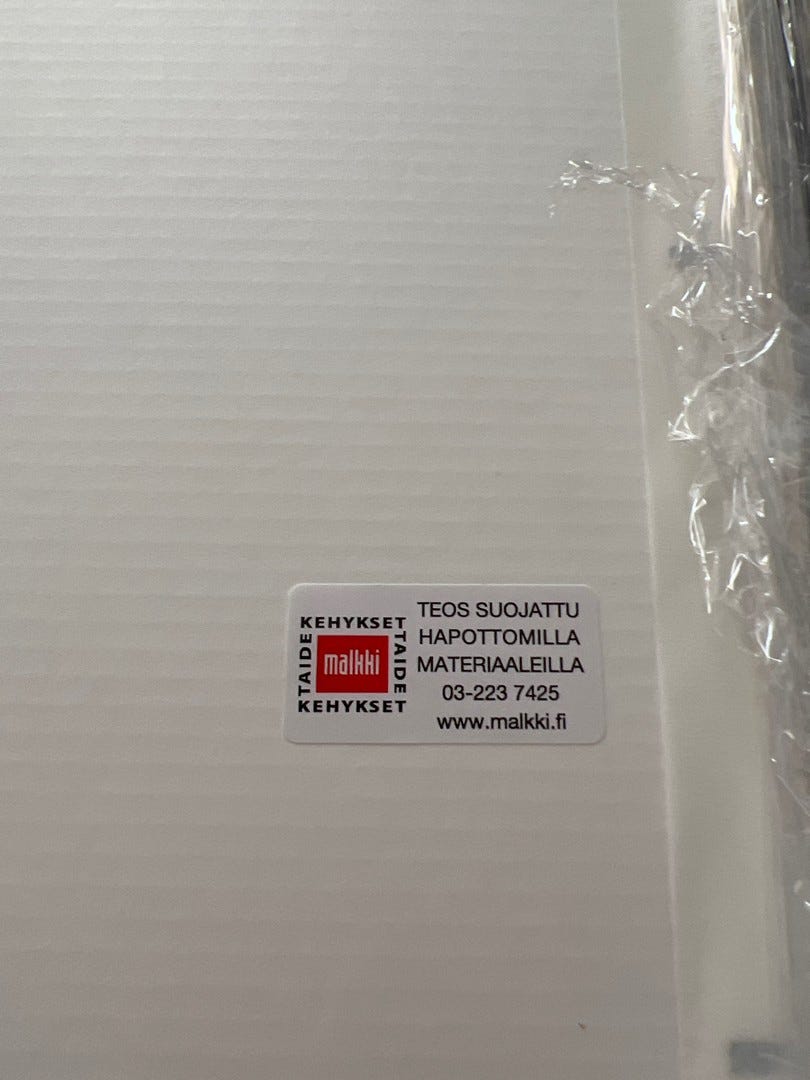 KEHYKSET
TAIDE
malkki
TAIDE
KEHYKSET
TEOS SUOJATTU
HAPOTTOMILLA
MATERIAALEILLA
03-223 7425
www.malkki.fi